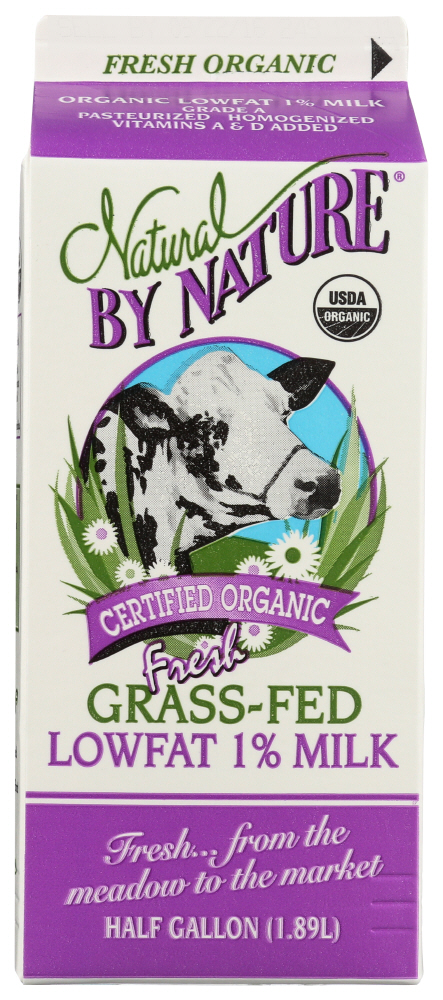 FRESH ORGANIC
ORGANIC LOWFAT 1% MILK
GRADE A
PASTEURIZED HOMOGENIZED
VITAMINS A & D ADDED
Natural
BY NATURE®
USDA
ORGANIC
CERTIFIED ORGANIC
Fresh
GRASS-FED
LOWFAT 1% MILK
Fresh... from the
meadow to the market
HALF GALLON (1.89L)